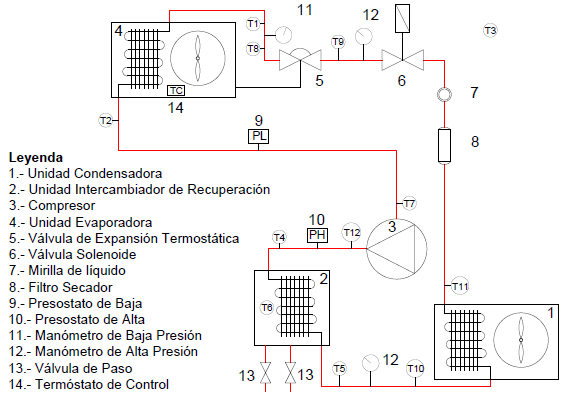 11
12
T1
4
T8
T9
T3
TC
14
5
6
7
T2
9
PL
8
Leyenda
1.- Unidad Condensadora
2.- Unidad Intercambiador de Recuperación
3.- Compresor
4.- Unidad Evaporadora
5.- Válvula de Expansión Termostática
6.- Válvula Solenoide
7.- Mirilla de líquido
8.- Filtro Secador
9.- Presostato de Baja
10.- Presostato de Alta
11.- Manómetro de Baja Presión
12.- Manómetro de Alta Presión
13.- Válvula de Paso
14.- Termóstato de Control
T7
10
3
T4
PH
T12
2
T6
T11
1
13
13
T5
12
T10